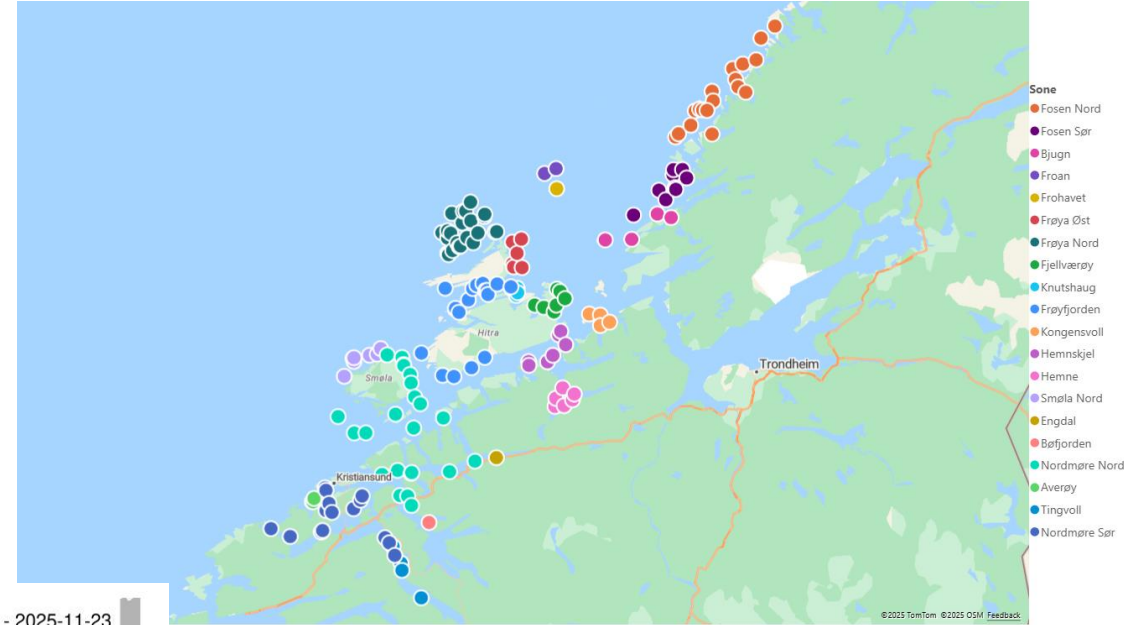 Sone
Fosen Nord
Fosen Sør
Bjugn
Froan
Frohavet
Frøya Øst
Frøya Nord
Fjellværøy
Knutshaug
Frøyfjorden
Kongensvoll
Hemnskjel
Hemne
Smøla Nord
Engdal
Bøfjorden
Nordmøre Nord
Averøy
Tingvoll
Nordmøre Sør
Hitra
Trondheim
Smøla
Kristiansund
©2025 TomTom ©2025 OSM Feedback
- 2025-11-23